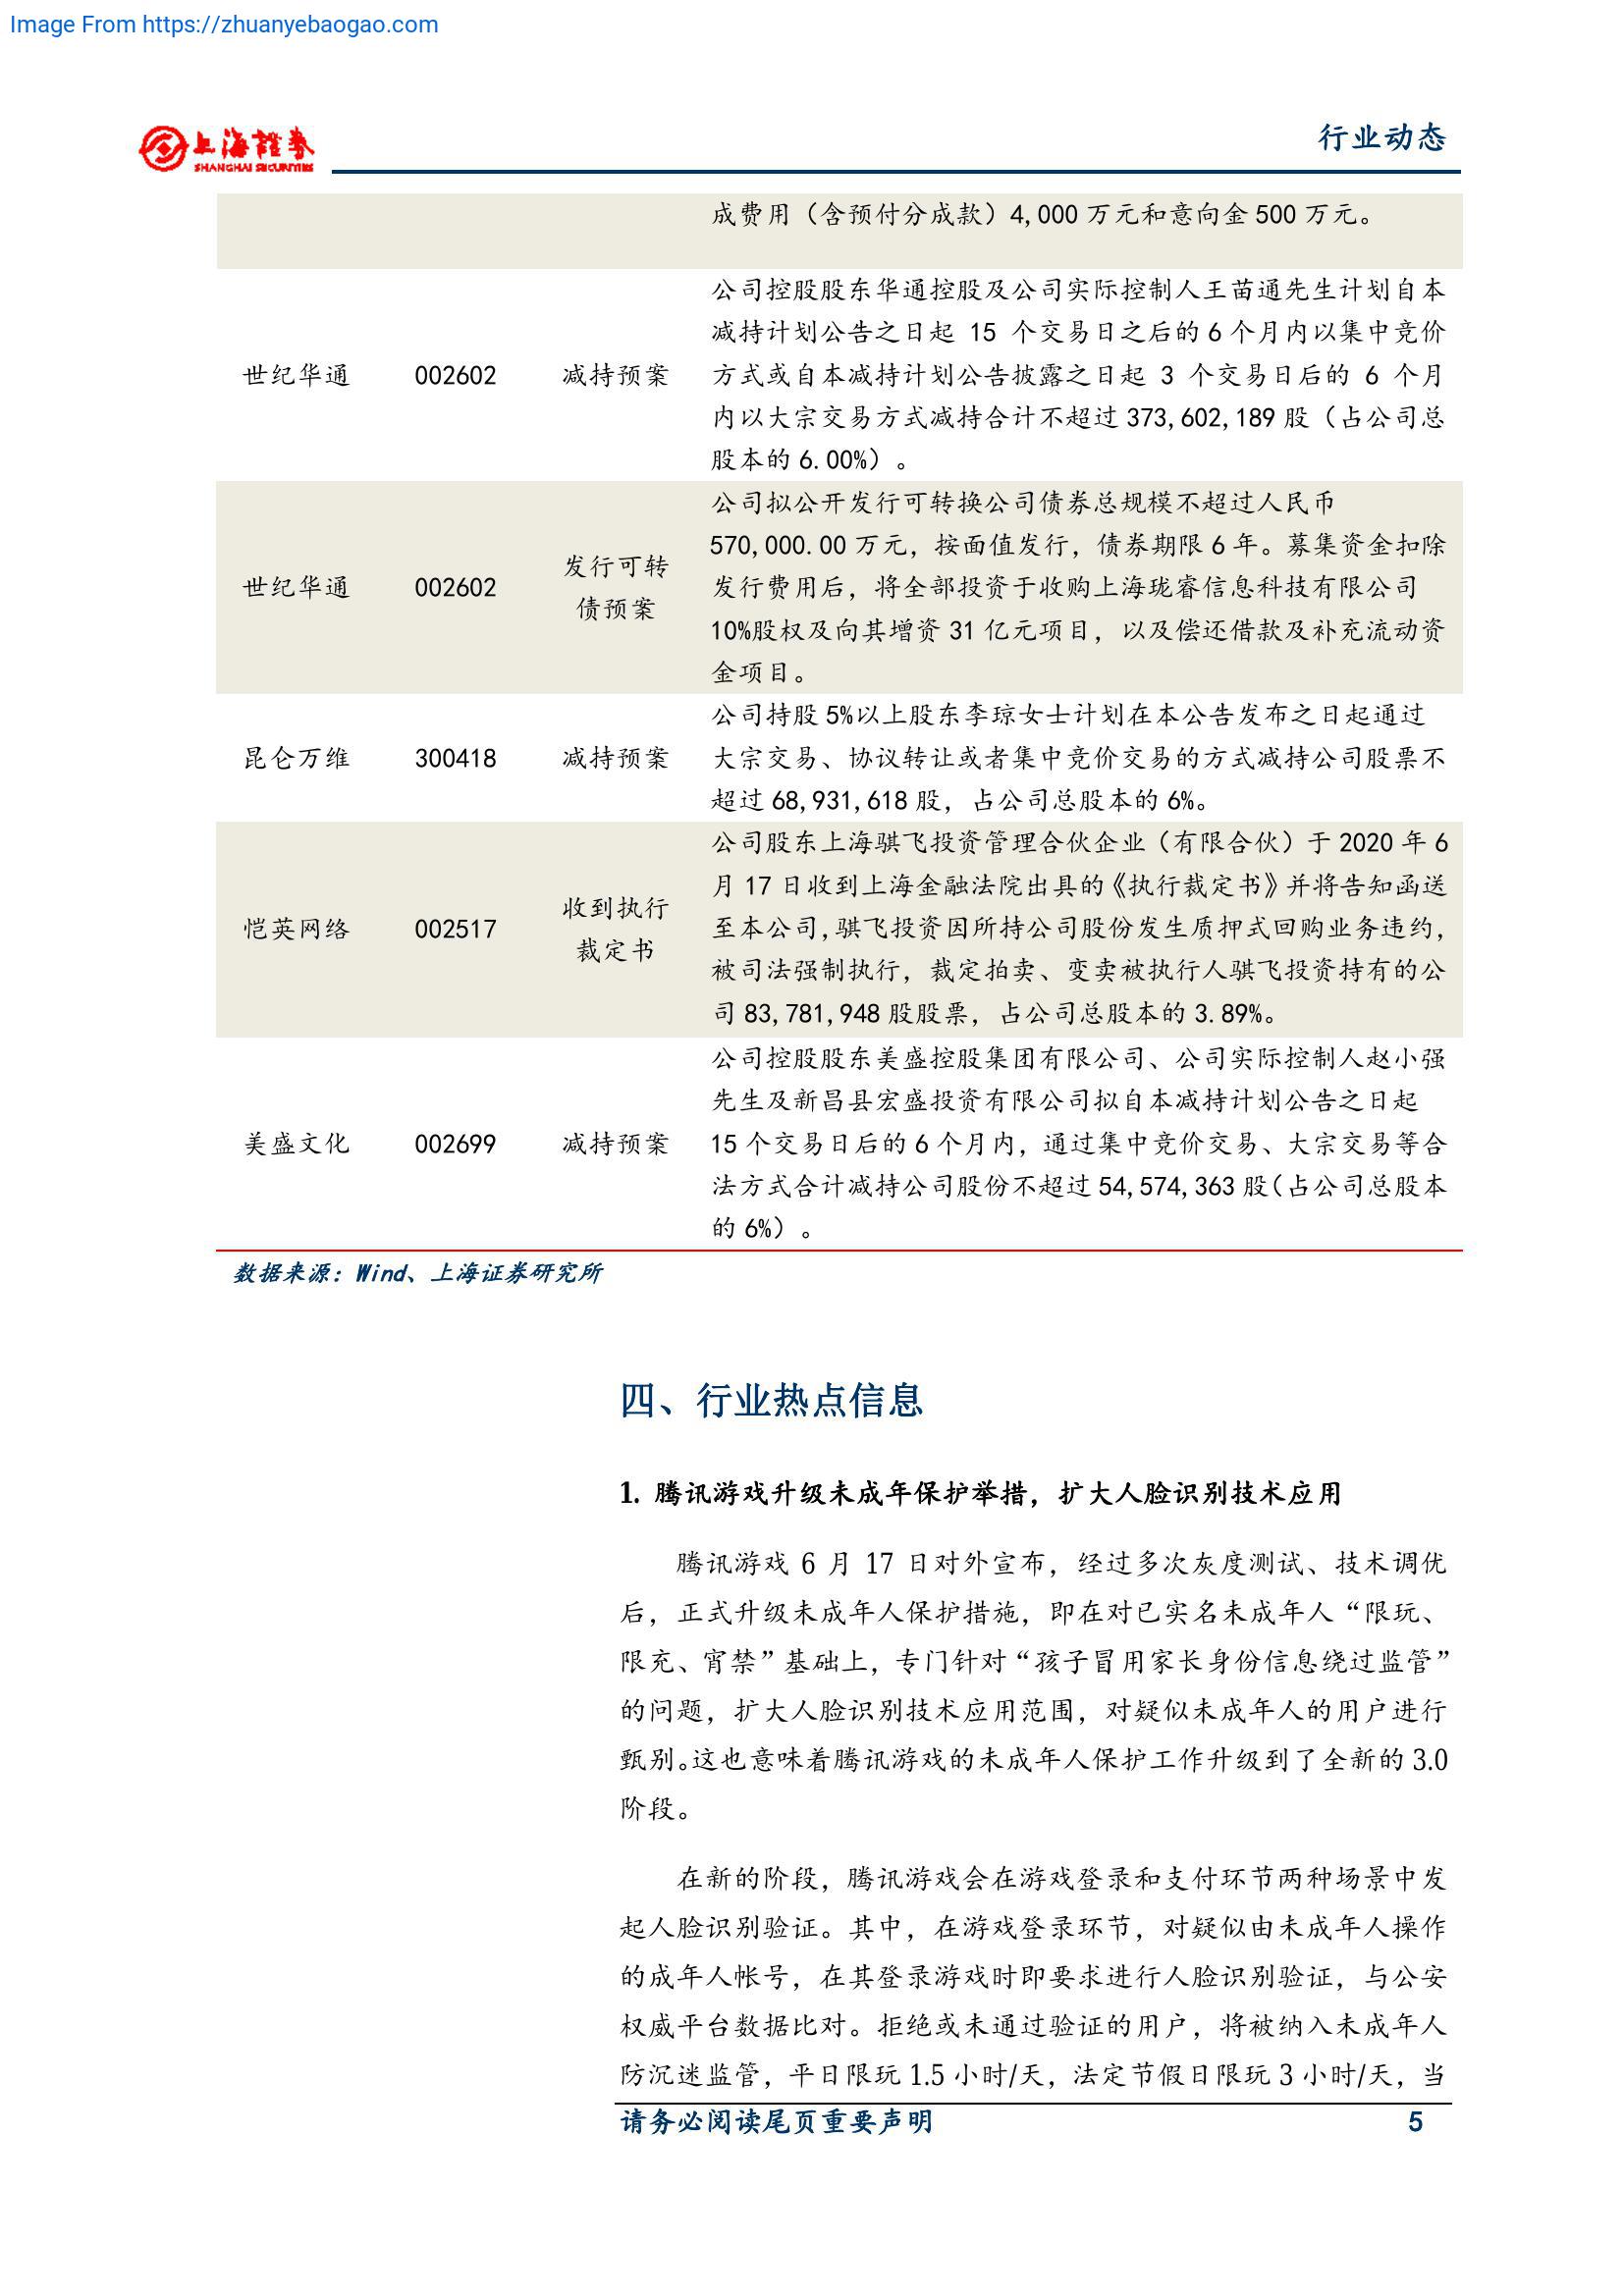 Image From https://zhuanyebaogao.com
上海證券
SHANGHAI SECURITIES
行业动态
成费用（含预付分成款）4,000 万元和意向金 500 万元。
世纪华通 002602 减持预案
公司控股股东华通控股及公司实际控制人王苗通先生计划自本
减持计划公告之日起 15 个交易日之后的 6 个月内以集中竞价
方式或自本减持计划公告披露之日起 3 个交易日后的 6 个月
内以大宗交易方式减持合计不超过 373,602,189 股（占公司总
股本的 6.00%）。
世纪华通 002602 发行可转
债预案
公司拟公开发行可转换公司债券总规模不超过人民币
570,000.00 万元，按面值发行，债券期限 6 年。募集资金扣除
发行费用后，将全部投资于收购上海珑睿信息科技有限公司
10%股权及向其增资 31 亿元项目，以及偿还借款及补充流动资
金项目。
昆仑万维 300418 减持预案
公司持股 5%以上股东李琼女士计划在本公告发布之日起通过
大宗交易、协议转让或者集中竞价交易的方式减持公司股票不
超过 68,931,618 股，占公司总股本的 6%。
恺英网络 002517 收到执行
裁定书
公司股东上海骐飞投资管理合伙企业（有限合伙）于 2020 年 6
月 17 日收到上海金融法院出具的《执行裁定书》并将告知函送
至本公司，骐飞投资因所持公司股份发生质押式回购业务违约，
被司法强制执行，裁定拍卖、变卖被执行人骐飞投资持有的公
司 83,781,948 股股票，占公司总股本的 3.89%。
美盛文化 002699 减持预案
公司控股股东美盛控股集团有限公司、公司实际控制人赵小强
先生及新昌县宏盛投资有限公司拟自本减持计划公告之日起
15 个交易日后的 6 个月内，通过集中竞价交易、大宗交易等合
法方式合计减持公司股份不超过 54,574,363 股（占公司总股本
的 6%）。
数据来源：Wind、上海证券研究所
四、行业热点信息
1. 腾讯游戏升级未成年保护举措，扩大人脸识别技术应用
腾讯游戏 6 月 17 日对外宣布，经过多次灰度测试、技术调优
后，正式升级未成年人保护措施，即在对已实名未成年人“限玩、
限充、宵禁”基础上，专门针对“孩子冒用家长身份信息绕过监管”
的问题，扩大人脸识别技术应用范围，对疑似未成年人的用户进行
甄别。这也意味着腾讯游戏的未成年人保护工作升级到了全新的 3.0
阶段。
在新的阶段，腾讯游戏会在游戏登录和支付环节两种场景中发
起人脸识别验证。其中，在游戏登录环节，对疑似由未成年人操作
的成年人帐号，在其登录游戏时即要求进行人脸识别验证，与公安
权威平台数据比对。拒绝或未通过验证的用户，将被纳入未成年人
防沉迷监管，平日限玩 1.5 小时/天，法定节假日限玩 3 小时/天，当
请务必阅读尾页重要声明 5